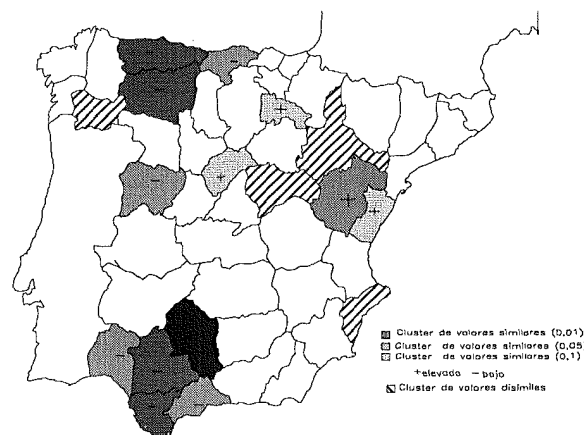 Cluster de valores similares (0,01)
Cluster de valores similares (0,05
Cluster de valores similares (0,1)
+elevado −bajo
Cluster de valores disimiles